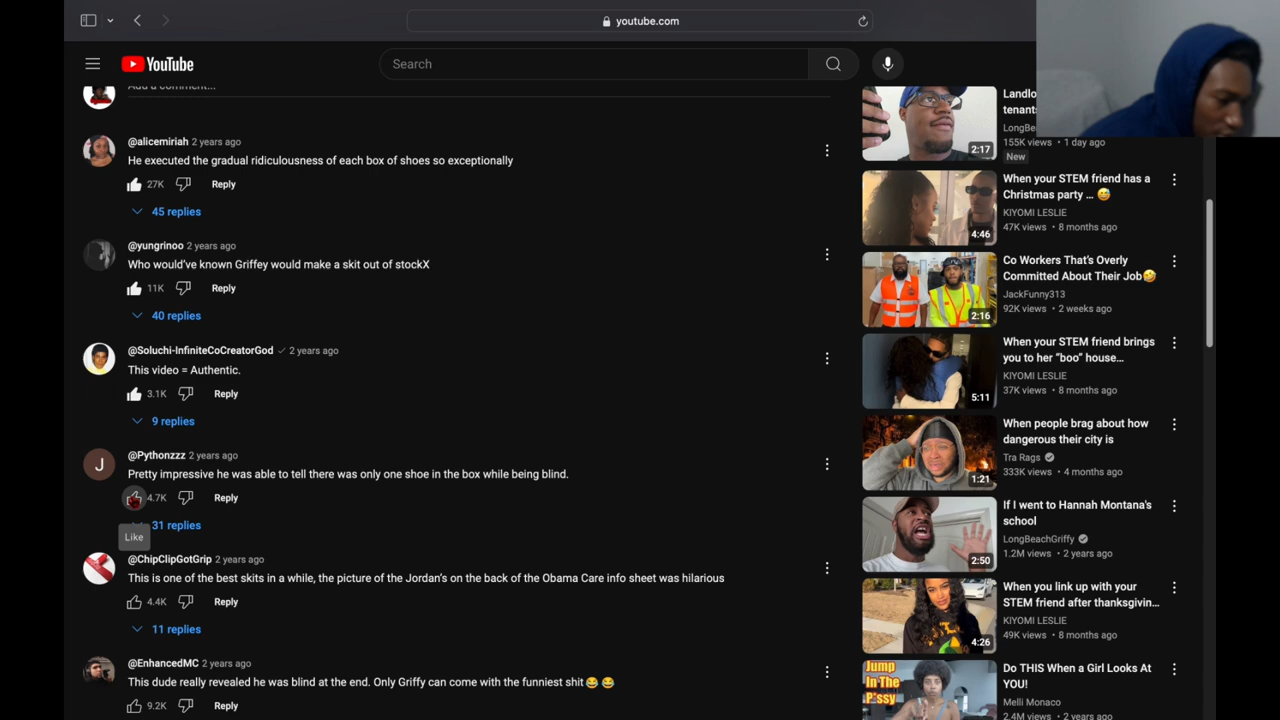 youtube.com
YouTube
Search
Add a comment...
@alicemiriah 2 years ago
He executed the gradual ridiculousness of each box of shoes so exceptionally
27K Reply
45 replies
@yungrinoo 2 years ago
Who would've known Griffey would make a skit out of stockX
11K Reply
40 replies
@Soluchi-InfiniteCoCreatorGod 2 years ago
This video = Authentic.
3.1K Reply
9 replies
J
@Pythonzzz 2 years ago
Pretty impressive he was able to tell there was only one shoe in the box while being blind.
4.7K Reply
31 replies
Like
@ChipClipGotGrip 2 years ago
This is one of the best skits in a while, the picture of the Jordan's on the back of the Obama Care info sheet was hilarious
4.4K Reply
11 replies
@EnhancedMC 2 years ago
This dude really revealed he was blind at the end. Only Griffy can come with the funniest shit😂 😂
9.2K Reply
2:17
155K views • 1 day ago
New
4:46
When your STEM friend has a
Christmas party ... 😅
KIYOMI LESLIE
47K views • 8 months ago
2:16
Co Workers That's Overly
Committed About Their Job🤣
JackFunny313
92K views • 2 weeks ago
5:11
When your STEM friend brings
you to her “boo” house...
KIYOMI LESLIE
37K views • 8 months ago
1:21
When people brag about how
dangerous their city is
Tra Rags
333K views • 4 months ago
2:50
If I went to Hannah Montana's
school
LongBeachGriffy
1.2M views • 2 years ago
4:26
When you link up with your
STEM friend after thanksgivin...
KIYOMI LESLIE
49K views • 8 months ago
Jump
In The
P*ssy
Do THIS When a Girl Looks At
YOU!
Melli Monaco
2.4M views • 2 years ago